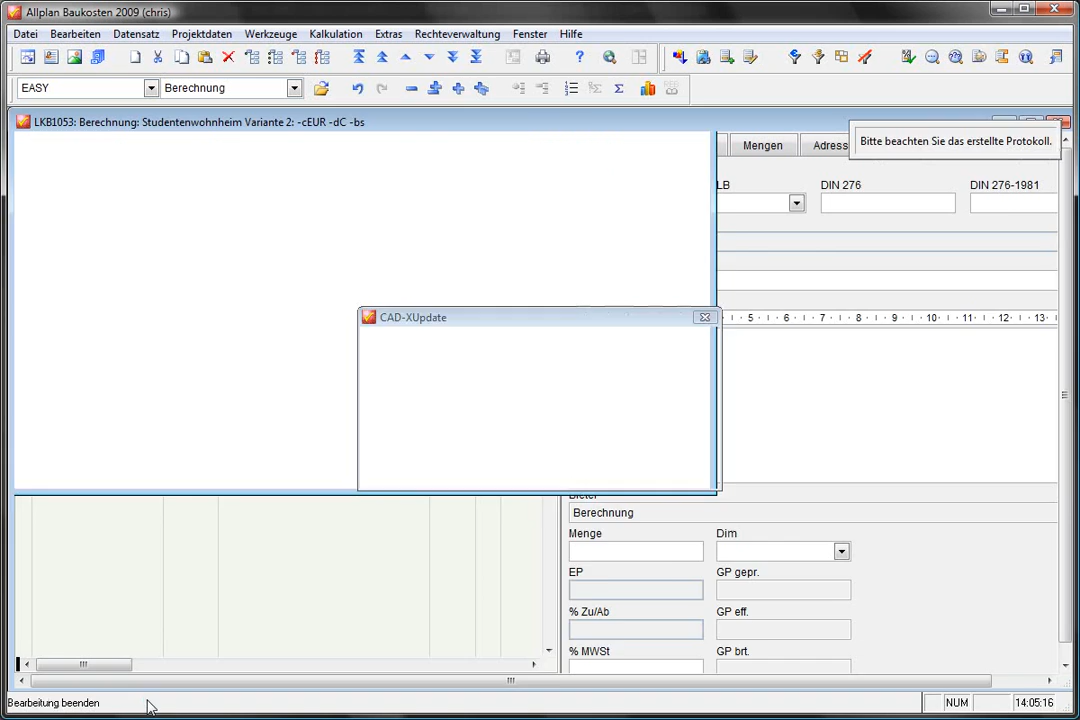 Allplan Baukosten 2009 (chris)
Datei Bearbeiten Datensatz Projektdaten Werkzeuge Kalkulation Extras Rechteverwaltung Fenster Hilfe
EASY Berechnung
LKB1053: Berechnung: Studentenwohnheim Variante 2: -cEUR -dC -bs
Mengen Adress
Bitte beachten Sie das erstellte Protokoll.
LB DIN 276 DIN 276-1981
CAD-XUpdate
5 6 7 8 9 10 11 12 13
Bieter
Berechnung
Menge Dim
EP GP gepr.
% Zu/Ab GP eff.
% MWSt GP brt.
Bearbeitung beenden NUM 14:05:16